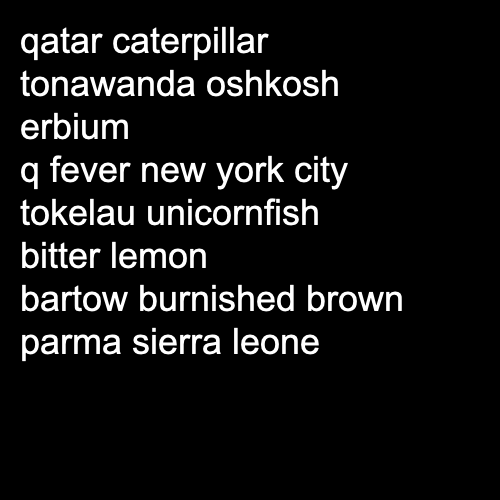 qatar caterpillar
tonawanda oshkosh
erbium
q fever new york city
tokelau unicornfish
bitter lemon
bartow burnished brown
parma sierra leone